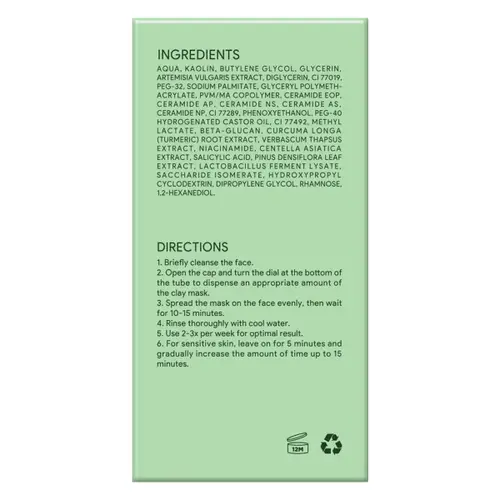 INGREDIENTS
AQUA, KAOLIN, BUTYLENE GLYCOL, GLYCERIN,
ARTEMISIA VULGARIS EXTRACT, DIGLYCERIN, CI 77019,
PEG-32, SODIUM PALMITATE, GLYCERYL POLYMETH-
ACRYLATE, PVM/MA COPOLYMER, CERAMIDE EOP,
CERAMIDE AP, CERAMIDE NS, CERAMIDE AS,
CERAMIDE NP, CI 77289, PHENOXYETHANOL, PEG-40
HYDROGENATED CASTOR OIL, CI 77492, METHYL
LACTATE, BETA-GLUCAN, CURCUMA LONGA
(TURMERIC) ROOT EXTRACT, VERBASCUM THAPSUS
EXTRACT, NIACINAMIDE, CENTELLA ASIATICA
EXTRACT, SALICYLIC ACID, PINUS DENSIFLORA LEAF
EXTRACT, LACTOBACILLUS FERMENT LYSATE,
SACCHARIDE ISOMERATE, HYDROXYPROPYL
CYCLODEXTRIN, DIPROPYLENE GLYCOL, RHAMNOSE,
1,2-HEXANEDIOL.
DIRECTIONS
1. Briefly cleanse the face.
2. Open the cap and turn the dial at the bottom of
the tube to dispense an appropriate amount of
the clay mask.
3. Spread the mask on the face evenly, then wait
for 10-15 minutes.
4. Rinse thoroughly with cool water.
5. Use 2-3x per week for optimal result.
6. For sensitive skin, leave on for 5 minutes and
gradually increase the amount of time up to 15
minutes.
12M